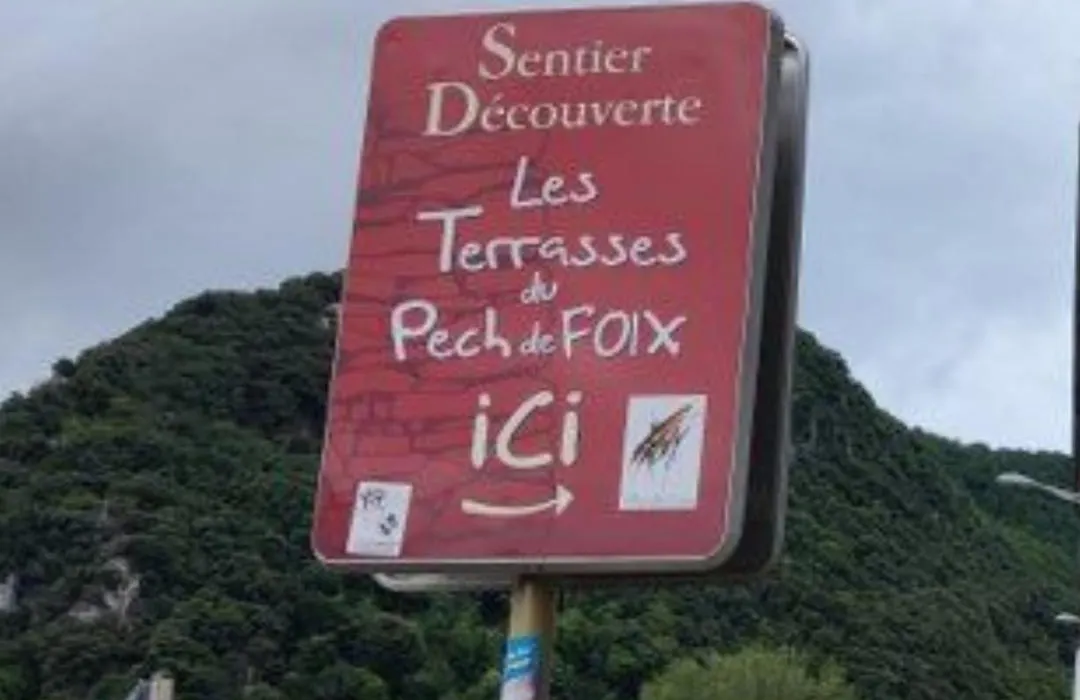 Sentier
Découverte
Les
Terrasses
du
Pech de FOIX
iCi